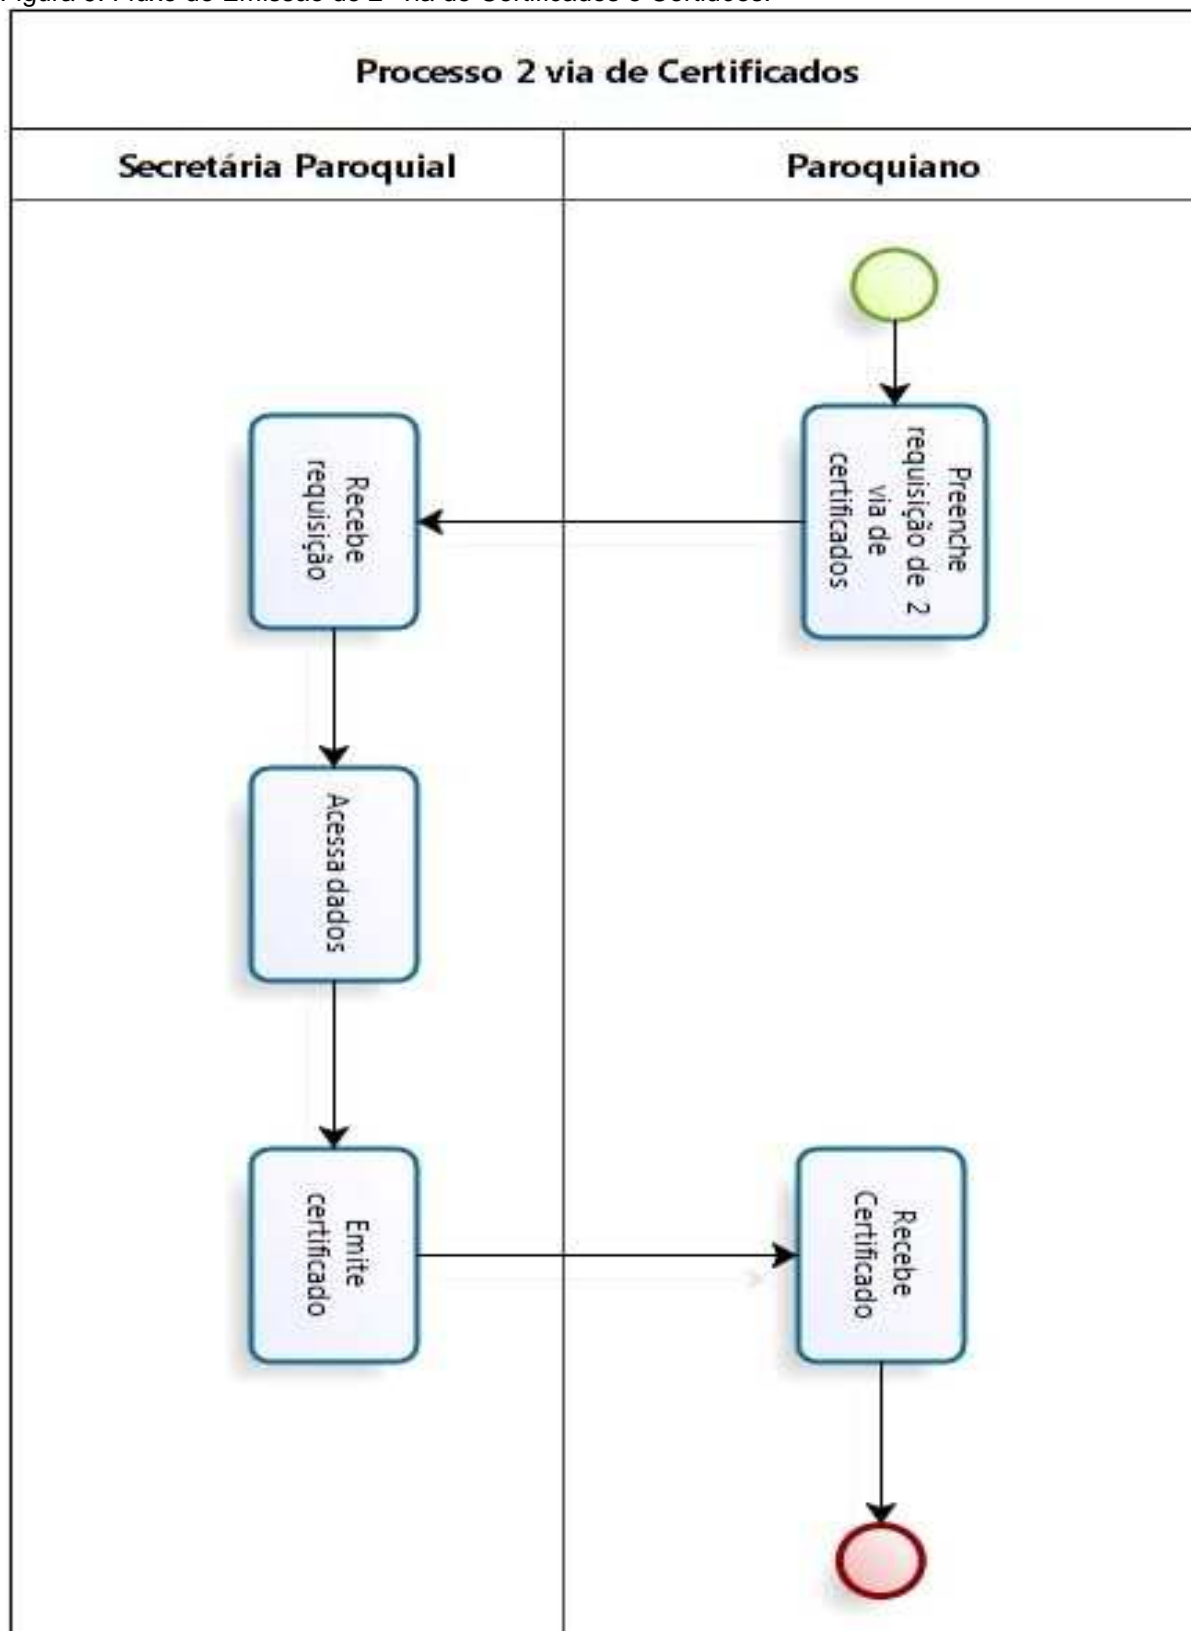 Processo 2 via de Certificados
Secretária Paroquial
Paroquiano
Preenche
requisição de 2
via de
certificados
Recebe
requisição
Acessa dados
Emite
certificado
Recebe
Certificado